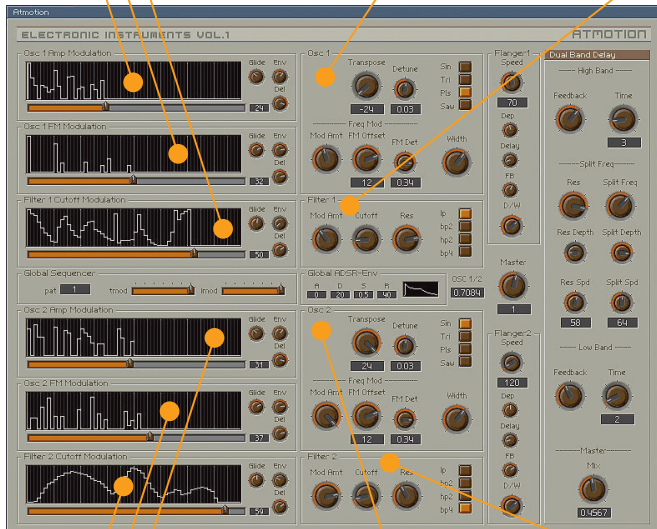 Atmotion
ELECTRONIC INSTRUMENTS VOL.1
ATMOTION
Osc 1 Amp Modulation
Glide Env
Del
24
Osc 1 FM Modulation
Glide Env
Del
32
Filter 1 Cutoff Modulation
Glide Env
Del
50
Global Sequencer
pat 1 tmod lmod
Osc 2 Amp Modulation
Glide Env
Del
31
Osc 2 FM Modulation
Glide Env
Del
37
Filter 2 Cutoff Modulation
Glide Env
Del
59
Osc 1
Transpose Detune
-24 0.03
Sin
Tri
Pls
Saw
Freq Mod
Mod Amt FM Offset FM Det Width
12 0.34
Filter 1
Mod Amt Cutoff Res
lp
bp2
hp2
bp4
Global ADSR-Env
A D S R
0 20 0.5 40
OSC 1/2
0.7084
Osc 2
Transpose Detune
24 0.03
Sin
Tri
Pls
Saw
Freq Mod
Mod Amt FM Offset FM Det Width
12 0.34
Filter 2
Mod Amt Cutoff Res
lp
bp2
hp2
bp4
Flanger1
Speed
70
Dep
Delay
FB
D/W
Master
1
Flanger2
Speed
120
Dep
Delay
FB
D/W
Dual Band Delay
High Band
Feedback Time
3
Split Freq
Res Split Freq
Res Depth Split Depth
Res Spd Split Spd
58 64
Low Band
Feedback Time
2
Master
Mix
0.4567